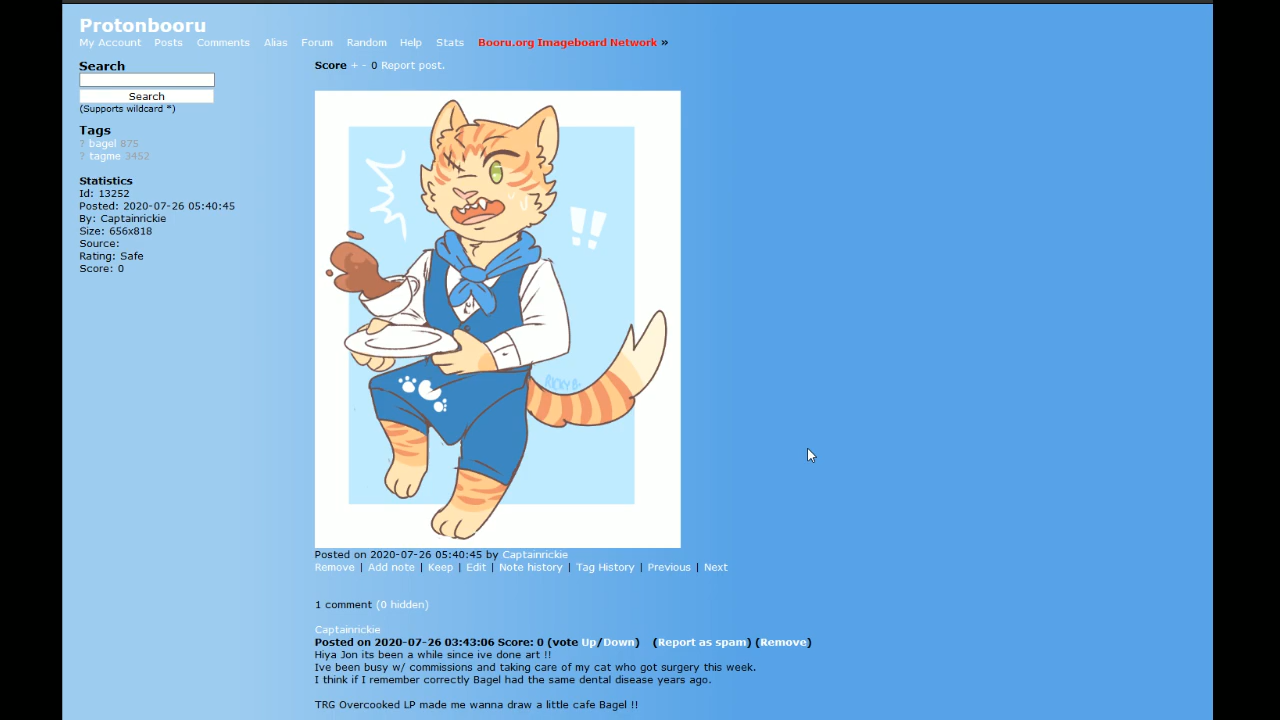 Protonbooru
My Account Posts Comments Alias Forum Random Help Stats Booru.org Imageboard Network »
Search
Search
(Supports wildcard *)
Tags
? bagel 875
? tagme 3452
Statistics
Id: 13252
Posted: 2020-07-26 05:40:45
By: Captainrickie
Size: 656x818
Source:
Rating: Safe
Score: 0
Score + - 0 Report post.
!!
RICKY B-
Posted on 2020-07-26 05:40:45 by Captainrickie
Remove | Add note | Keep | Edit | Note history | Tag History | Previous | Next
1 comment (0 hidden)
Captainrickie
Posted on 2020-07-26 03:43:06 Score: 0 (vote Up/Down) (Report as spam) (Remove)
Hiya Jon its been a while since ive done art !!
Ive been busy w/ commissions and taking care of my cat who got surgery this week.
I think if I remember correctly Bagel had the same dental disease years ago.
TRG Overcooked LP made me wanna draw a little cafe Bagel !!